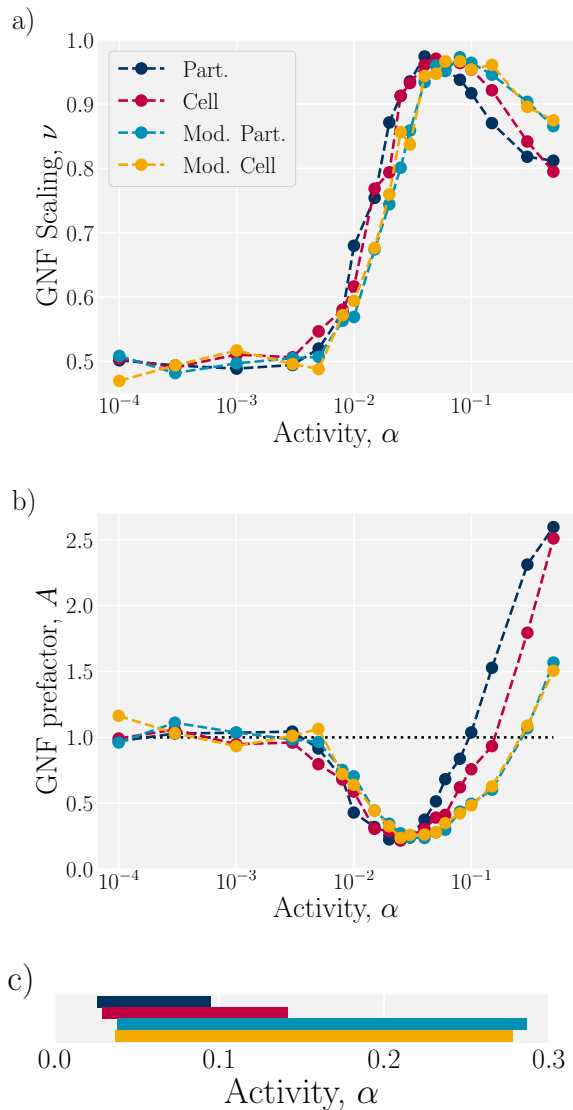 a)
1.0
0.9
0.8
0.7
0.6
0.5
GNF Scaling, ν
Part.
Cell
Mod. Part.
Mod. Cell
10⁻⁴ 10⁻³ 10⁻² 10⁻¹
Activity, α
b)
2.5
2.0
1.5
1.0
0.5
0.0
GNF prefactor, A
10⁻⁴ 10⁻³ 10⁻² 10⁻¹
Activity, α
c)
0.0 0.1 0.2 0.3
Activity, α